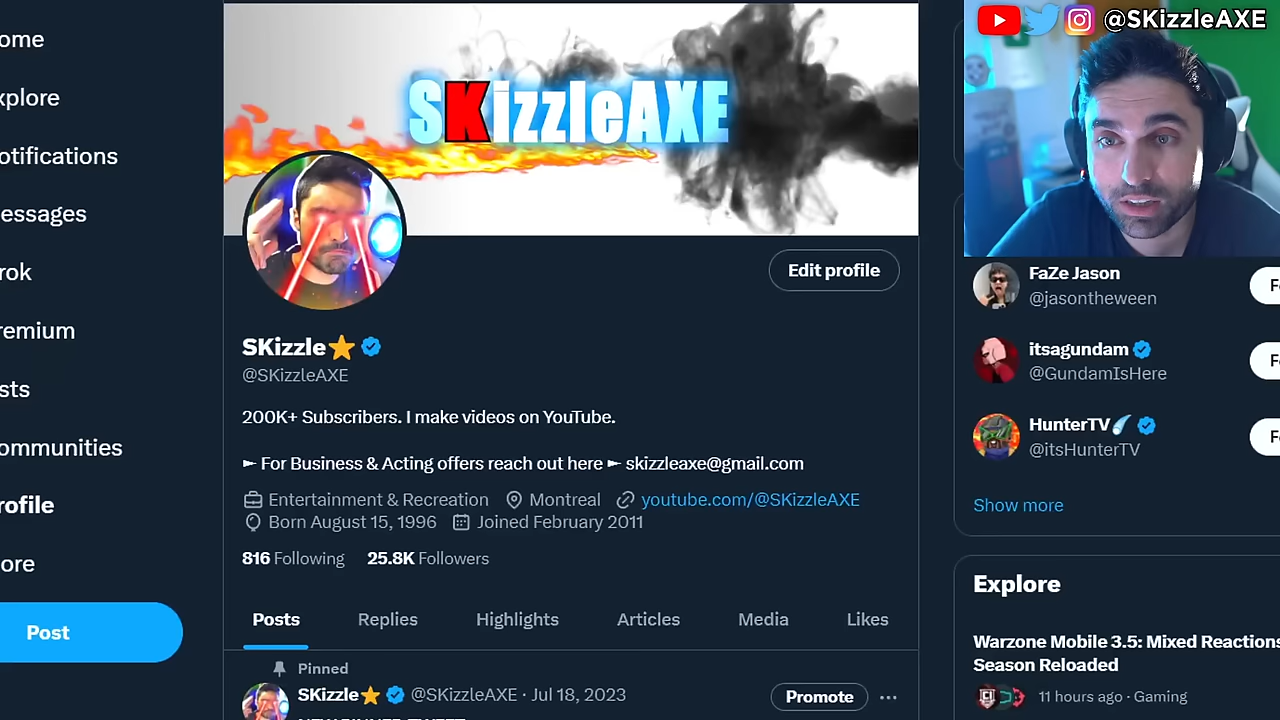 @SKizzleAXE
ome
xplore
otifications
essages
rok
remium
sts
ommunities
rofile
ore
Post
SKizzleAXE
Edit profile
SKizzle⭐
@SKizzleAXE
200K+ Subscribers. I make videos on YouTube.
► For Business & Acting offers reach out here ► skizzleaxe@gmail.com
Entertainment & Recreation Montreal youtube.com/@SKizzleAXE
Born August 15, 1996 Joined February 2011
816 Following 25.8K Followers
Posts Replies Highlights Articles Media Likes
Pinned
SKizzle⭐ @SKizzleAXE · Jul 18, 2023
Promote
FaZe Jason
@jasontheween
itsagundam
@GundamIsHere
HunterTV
@itsHunterTV
Show more
Explore
Warzone Mobile 3.5: Mixed Reactions
Season Reloaded
11 hours ago · Gaming